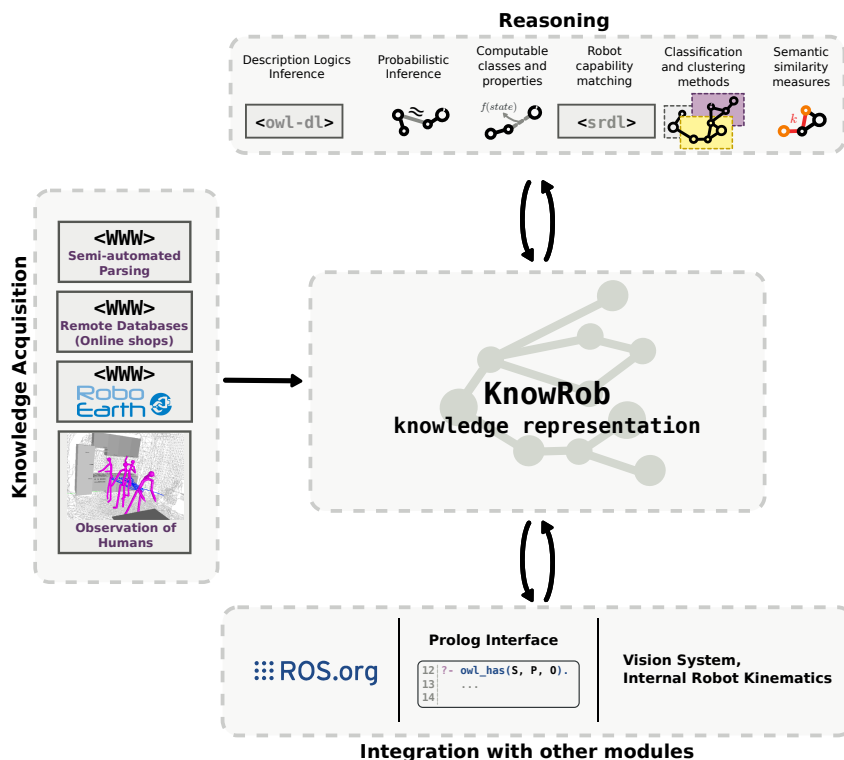 Reasoning
Description Logics
Inference
Probabilistic
Inference
Computable
classes and
properties
Robot
capability
matching
Classification
and clustering
methods
Semantic
similarity
measures
<owl-dl>
≈
f(state)
<srdl>
k
Knowledge Acquisition
<WWW>
Semi-automated
Parsing
<WWW>
Remote Databases
(Online shops)
<WWW>
Robo
Earth
Observation of
Humans
KnowRob
knowledge representation
ROS.org
Prolog Interface
12 ?- owl_has(S, P, O).
13 ...
14
Vision System,
Internal Robot Kinematics
Integration with other modules